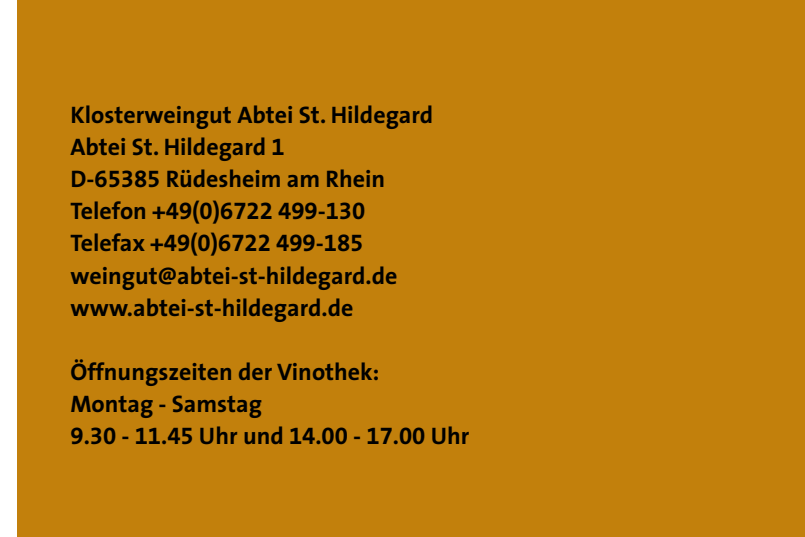 Klosterweingut Abtei St. Hildegard
Abtei St. Hildegard 1
D-65385 Rüdesheim am Rhein
Telefon +49(0)6722 499-130
Telefax +49(0)6722 499-185
weingut@abtei-st-hildegard.de
www.abtei-st-hildegard.de
Öffnungszeiten der Vinothek:
Montag - Samstag
9.30 - 11.45 Uhr und 14.00 - 17.00 Uhr